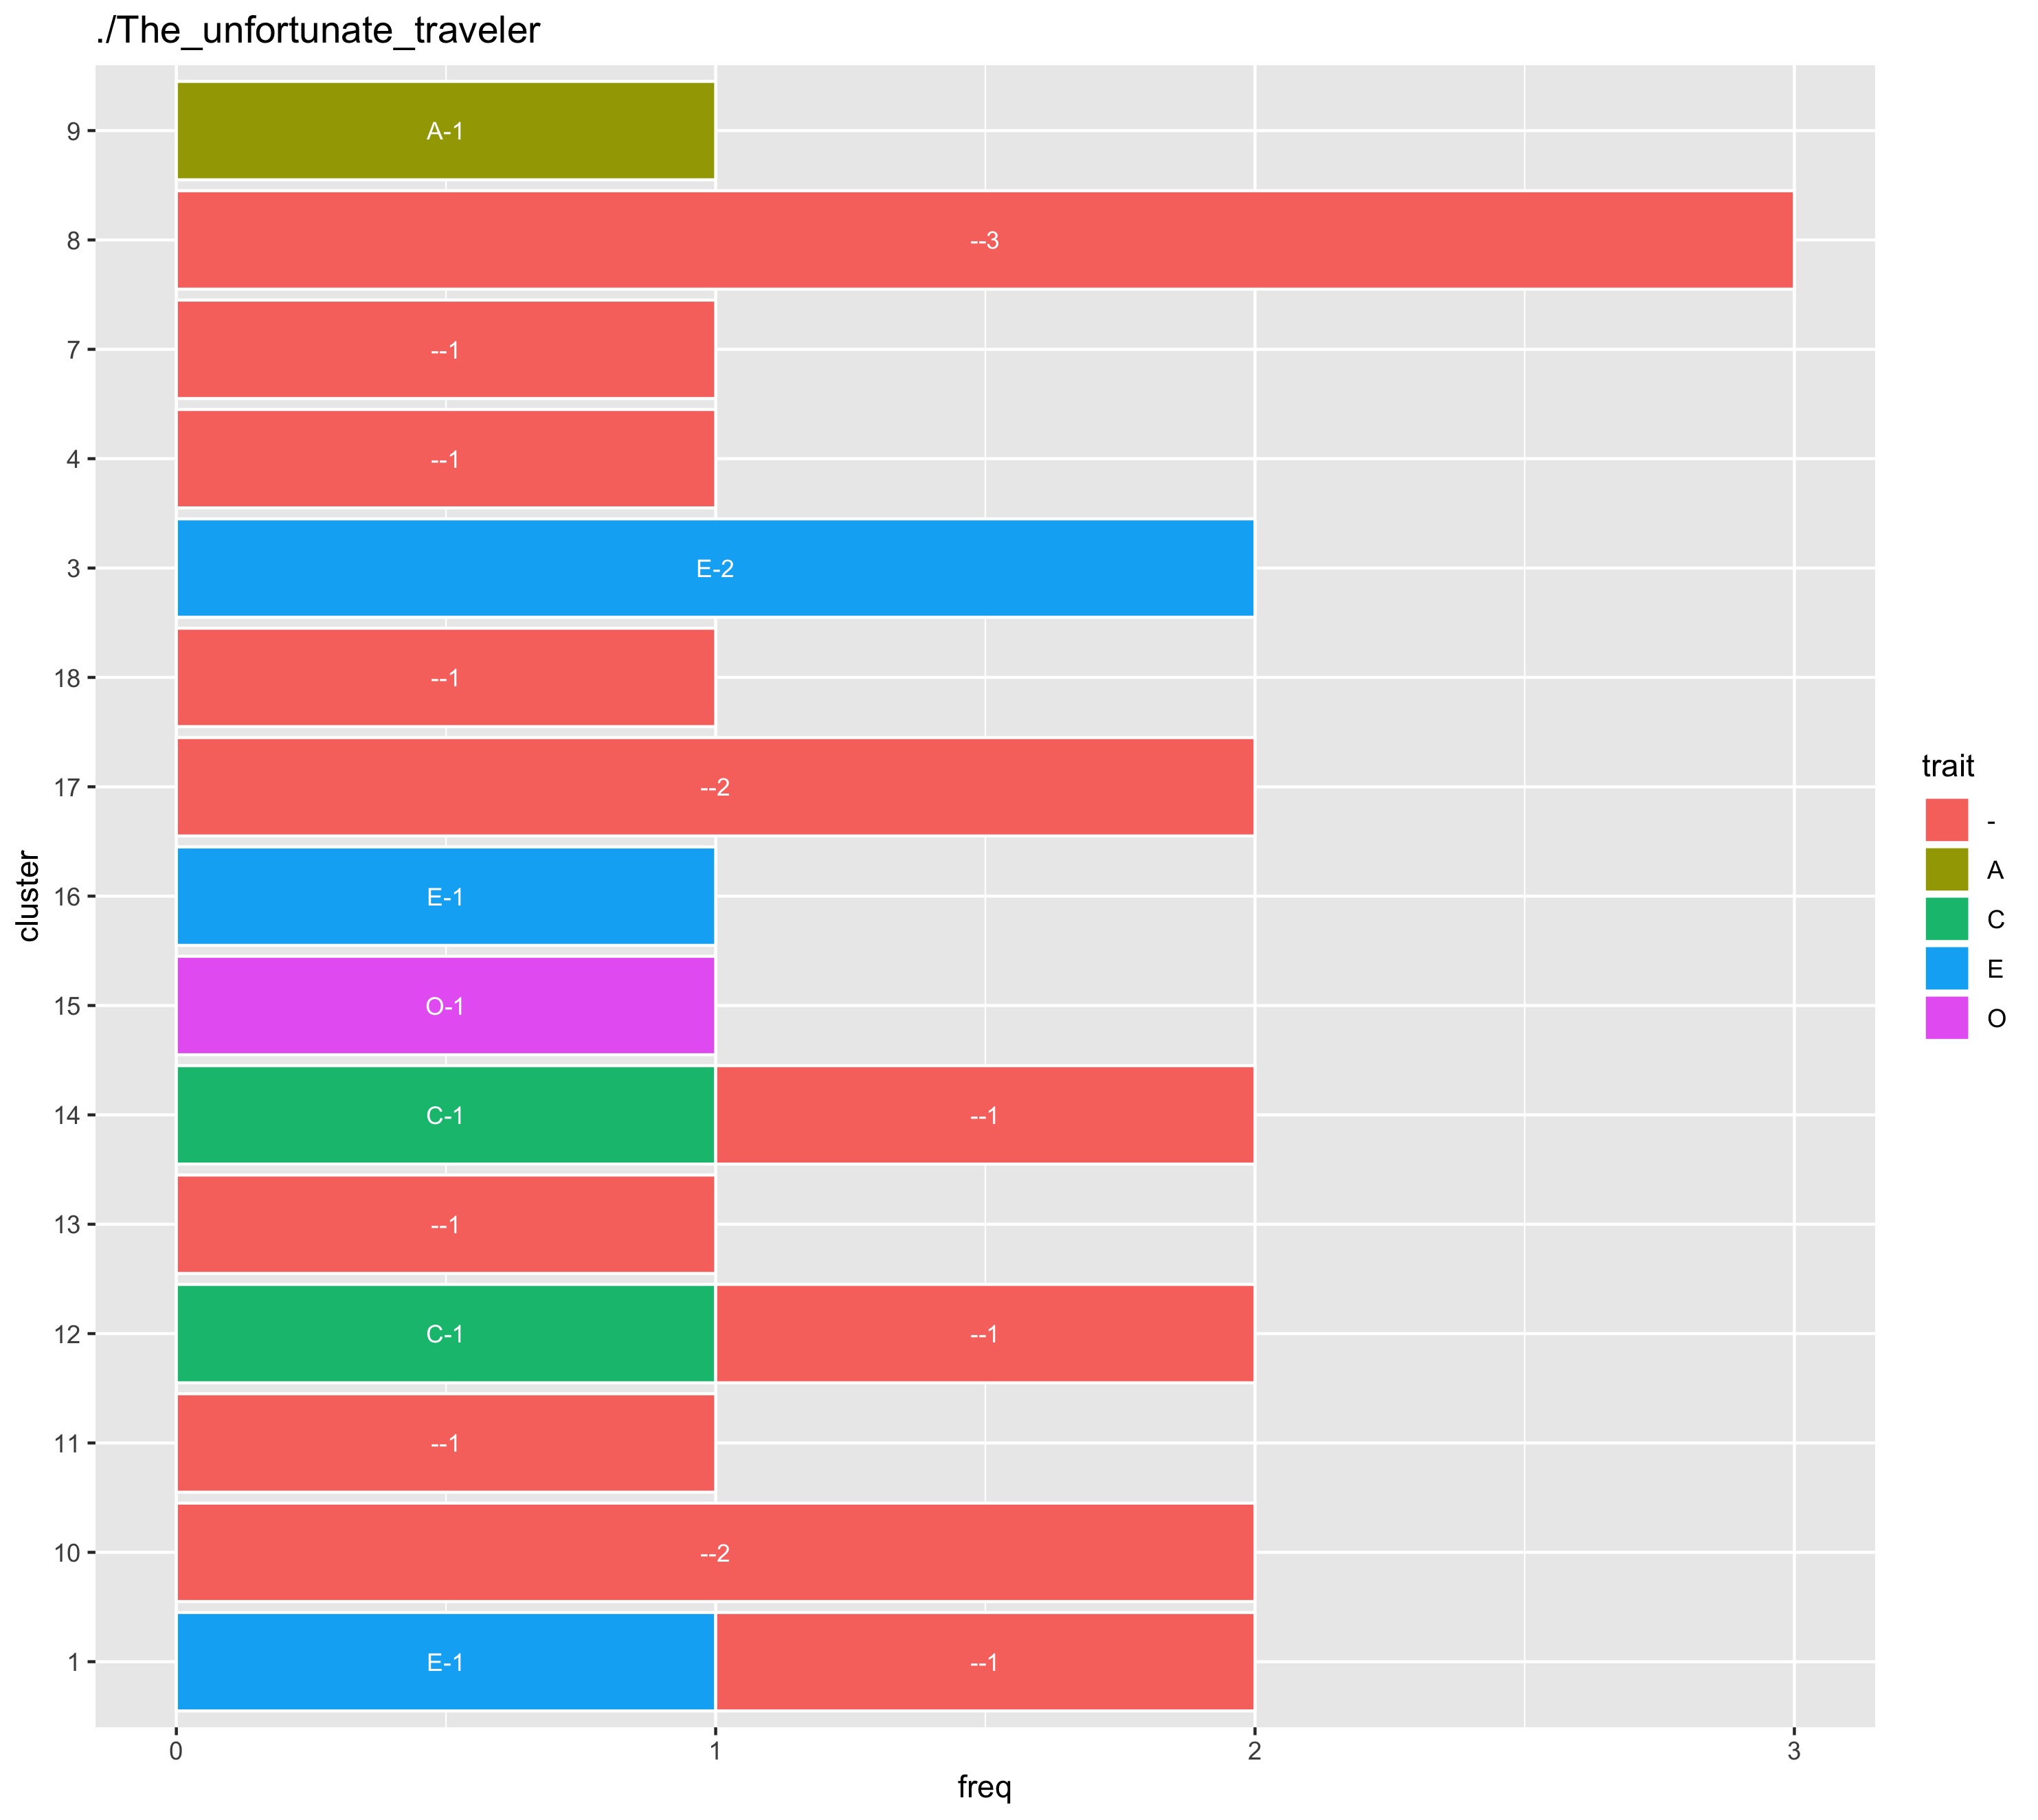 ./The_unfortunate_traveler
9
A-1
8
--3
7
--1
4
--1
3
E-2
18
--1
17
--2
16
E-1
15
O-1
14
C-1 --1
13
--1
12
C-1 --1
11
--1
10
--2
1
E-1 --1
0 1 2 3
freq
cluster
trait
-
A
C
E
O